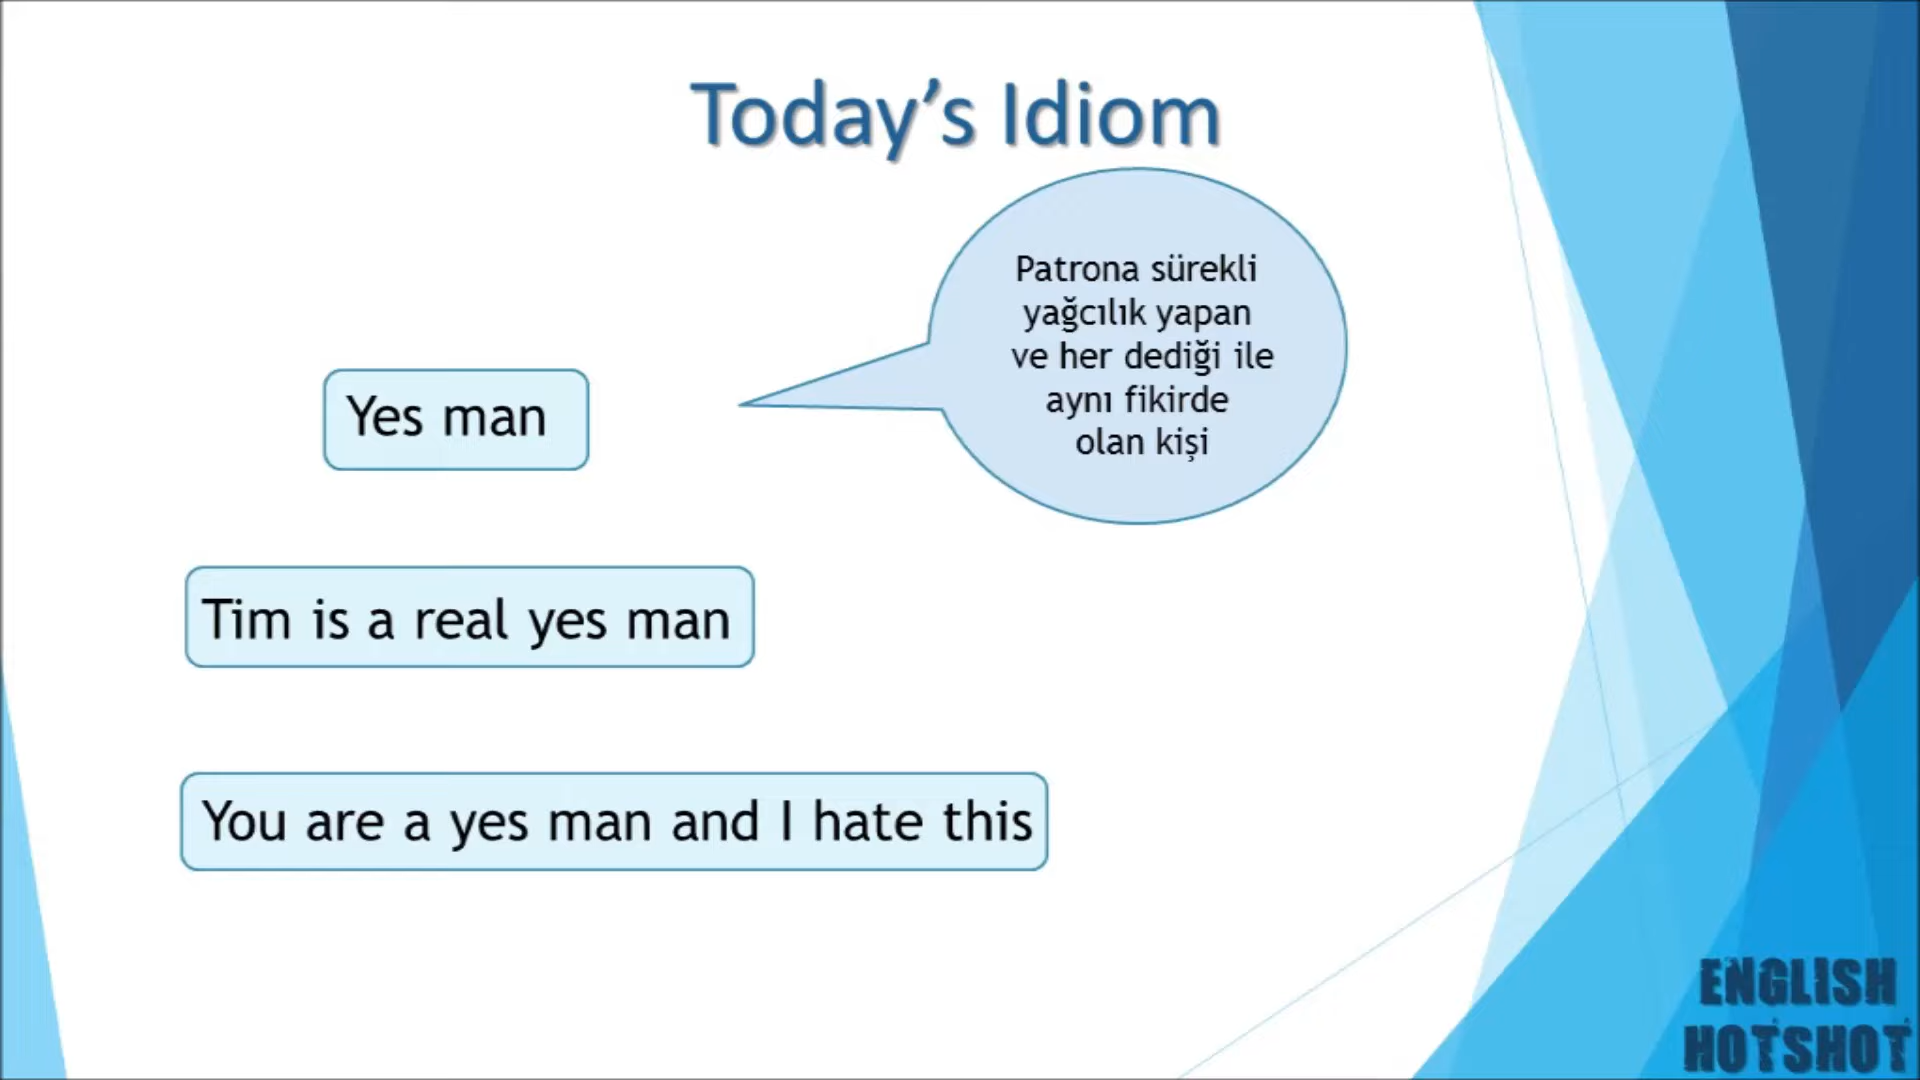 Today’s Idiom
Patrona sürekli
yağcılık yapan
ve her dediği ile
aynı fikirde
olan kişi
Yes man
Tim is a real yes man
You are a yes man and I hate this
ENGLISH
HOTSHOT